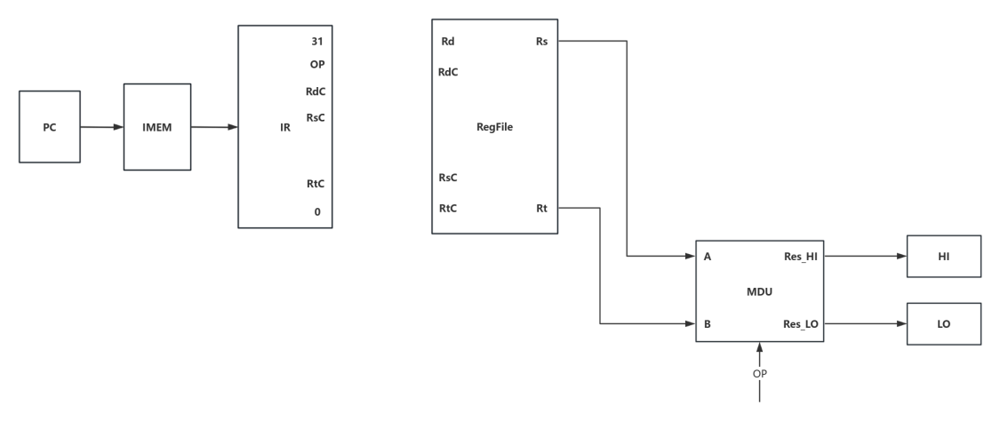 PC
IMEM
IR
31
OP
RdC
RsC
RtC
0
Rd
RdC
RegFile
RsC
RtC
Rs
Rt
A
B
MDU
Res_HI
Res_LO
OP
HI
LO